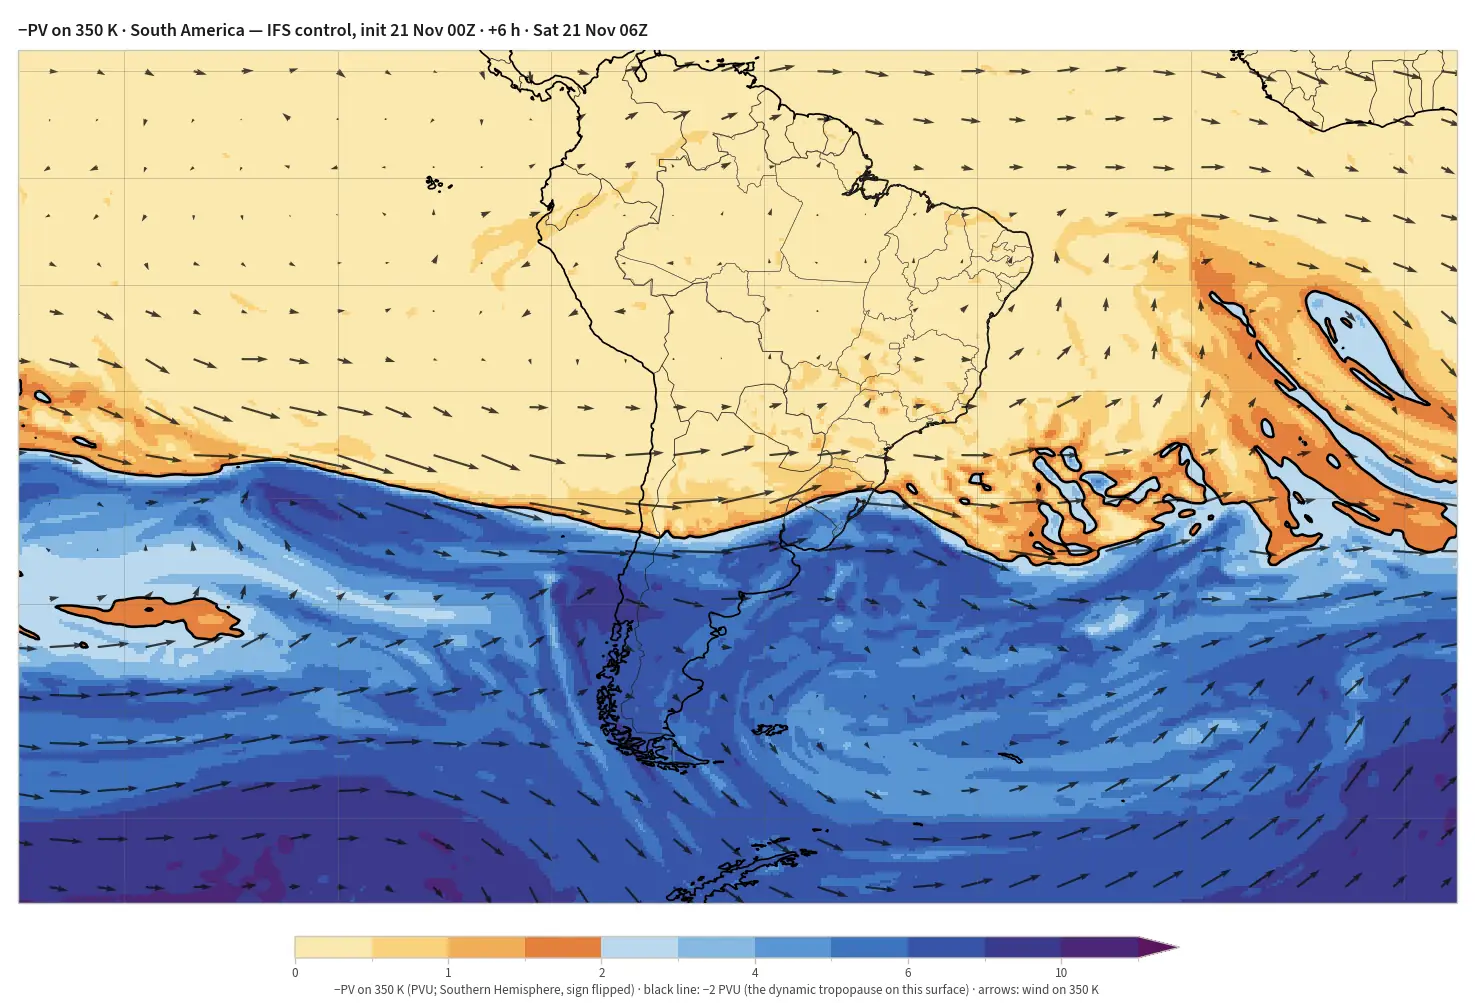 −PV on 350 K · South America — IFS control, init 21 Nov 00Z · +6 h · Sat 21 Nov 06Z
0 1 2 4 6 10
−PV on 350 K (PVU; Southern Hemisphere, sign flipped) · black line: −2 PVU (the dynamic tropopause on this surface) · arrows: wind on 350 K